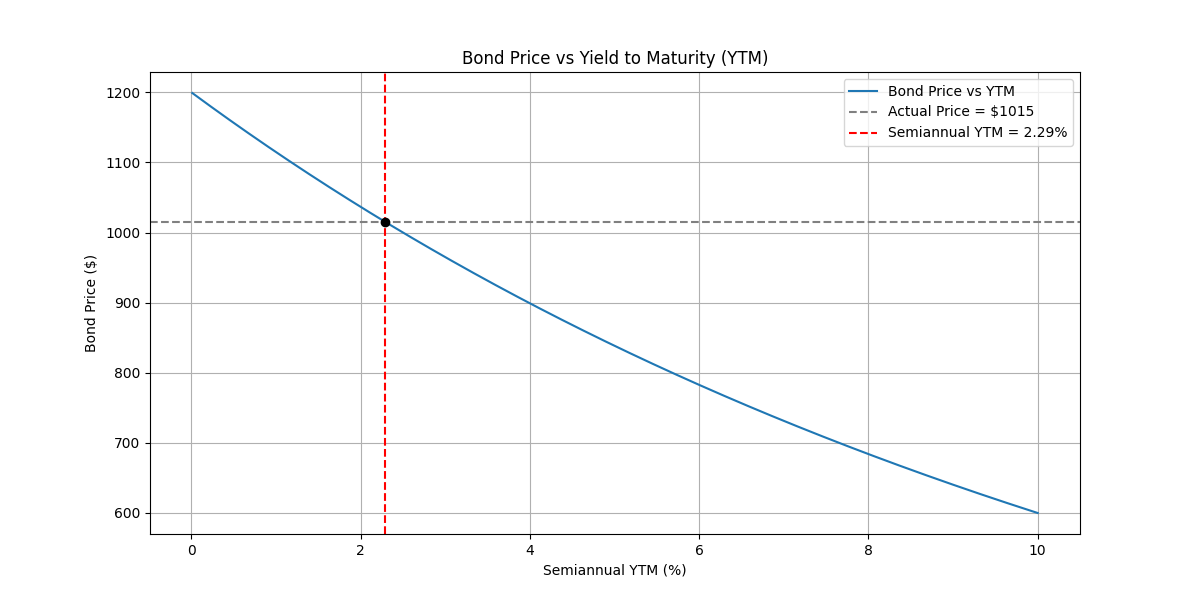 Bond Price vs Yield to Maturity (YTM)
Bond Price vs YTM
Actual Price = $1015
Semiannual YTM = 2.29%
Bond Price ($)
1200
1100
1000
900
800
700
600
0 2 4 6 8 10
Semiannual YTM (%)